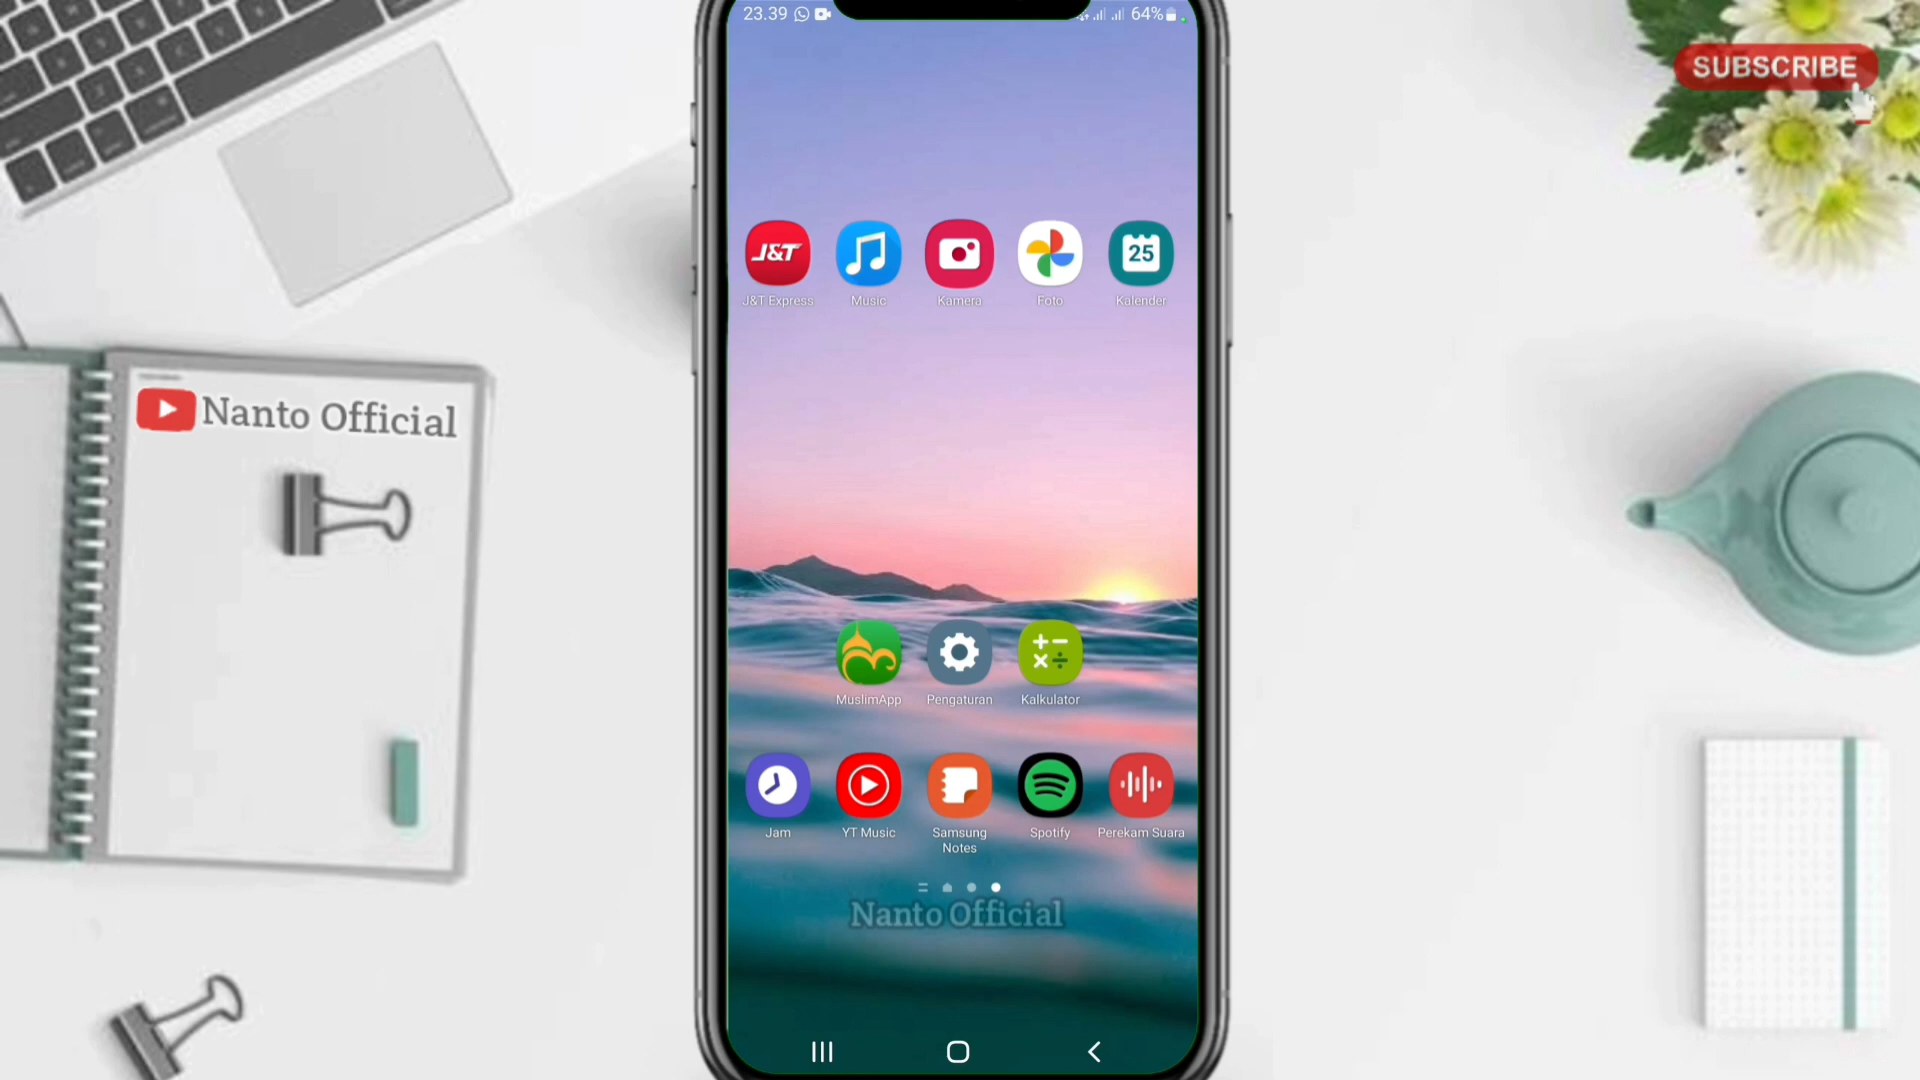 23.39
64%
SUBSCRIBE
J&T
25
J&T Express
Music
Kamera
Foto
Kalender
Nanto Official
MuslimApp
Pengaturan
Kalkulator
Jam
YT Music
Samsung
Notes
Spotify
Perekam Suara
Nanto Official